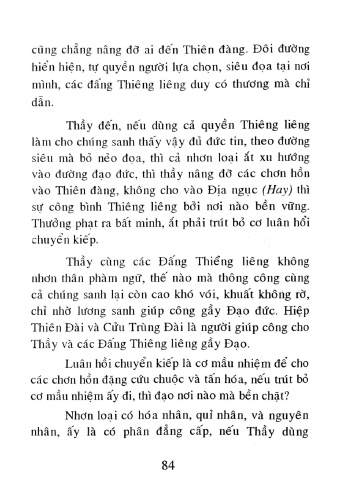 cũng chẳng nâng đỡ ai đến Thiên đàng. Đôi đường
hiển hiện, tự quyền người lựa chọn, siêu đọa tại nơi
mình, các đấng Thiêng liêng duy có thương mà chỉ
dẫn.
Thầy đến, nếu dùng cả quyền Thiêng liêng
làm cho chúng sanh thấy vậy đủ đức tin, theo đường
siêu mà bỏ nẻo đọa, thì cả nhơn loại ắt xu hướng
vào đường đạo đức, thì thầy nâng đỡ các chơn hồn
vào Thiên đàng, không cho vào Địa ngục (Hay) thì
sự công bình Thiêng liêng bởi nơi nào bền vững.
Thưởng phạt ra bất minh, ắt phải trút bỏ cơ luân hồi
chuyển kiếp.
Thầy cùng các Đấng Thiểng liêng không
nhơn thân phàm ngữ, thế nào mà thông công cùng
cả chúng sanh lại còn cao khó vói, khuất không rờ,
chỉ nhờ lương sanh giúp công gầy Đạo đức. Hiệp
Thiên Đài và Cửu Trùng Đài là người giúp công cho
Thầy và các Đấng Thiêng liêng gầy Đạo?
Luân hồi chuyển kiếp là cơ mầu nhiệm để cho
các chơn hồn đặng cứu chuộc và tấn hóa, nếu trút bỏ
cơ mầu nhiệm ấy đi, thì đạo nơi nào mà bền chặt?
Nhơn loại có hóa nhân, quỉ nhân, và nguyên
nhân, ấy là có phân đẳng cấp, nếu Thầy dùng
84